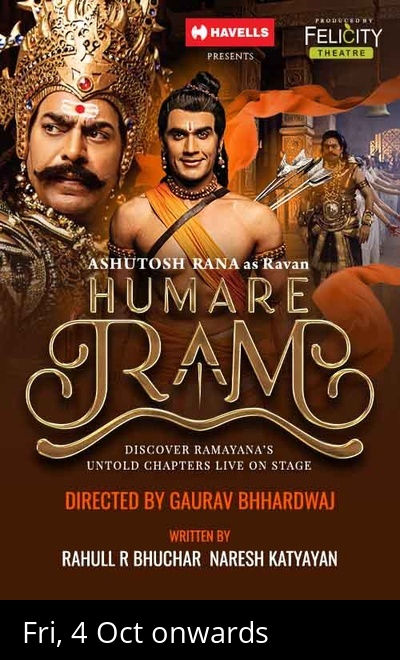 HAVELLS
PRESENTS
PRODUCED BY
FELICITY
THEATRE
ASHUTOSH RANA as Ravan
HUMARE
RAM
DISCOVER RAMAYANA'S
UNTOLD CHAPTERS LIVE ON STAGE
DIRECTED BY GAURAV BHHARDWAJ
WRITTEN BY
RAHULL R BHUCHAR NARESH KATYAYAN
Fri, 4 Oct onwards